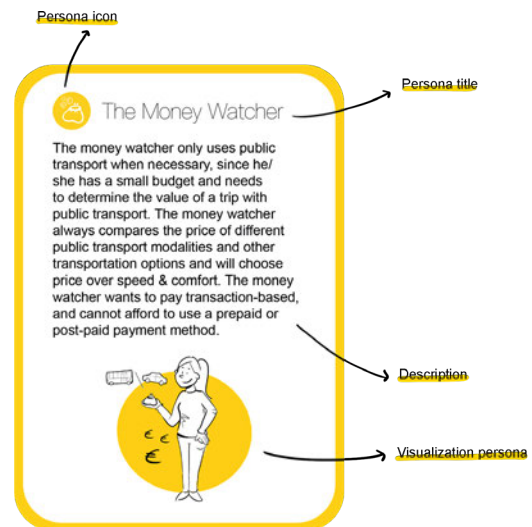 Persona icon
The Money Watcher
Persona title
The money watcher only uses public
transport when necessary, since he/
she has a small budget and needs
to determine the value of a trip with
public transport. The money watcher
always compares the price of different
public transport modalities and other
transportation options and will choose
price over speed & comfort. The money
watcher wants to pay transaction-based,
and cannot afford to use a prepaid or
post-paid payment method.
Description
€ €
€
Visualization persona